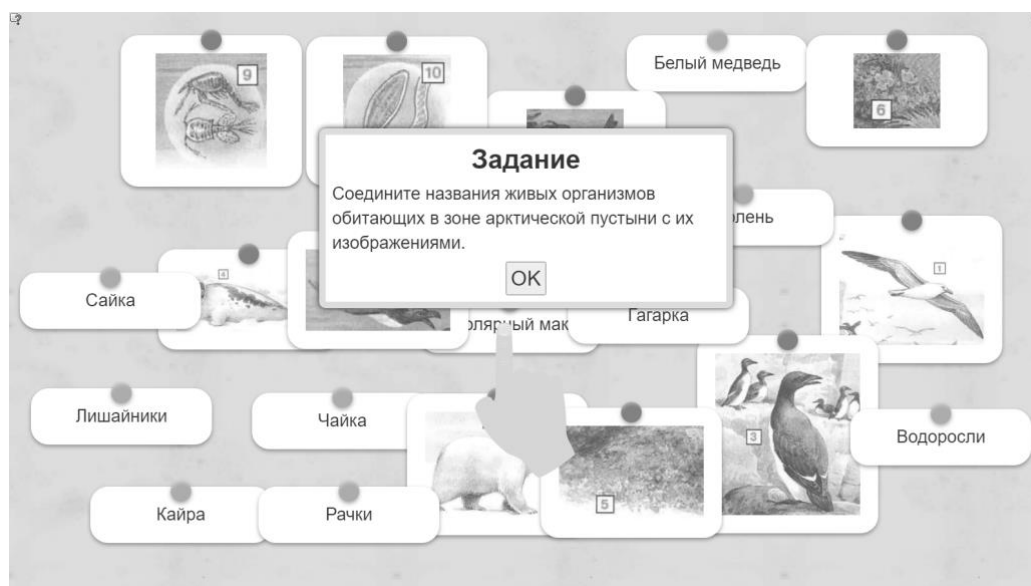 9
10
Белый медведь
6
Задание
Соедините названия живых организмов
обитающих в зоне арктической пустыни с их
изображениями.
OK
1
4
Сайка
Гагарка
Лишайники
Чайка
3
Водоросли
5
Кайра
Рачки